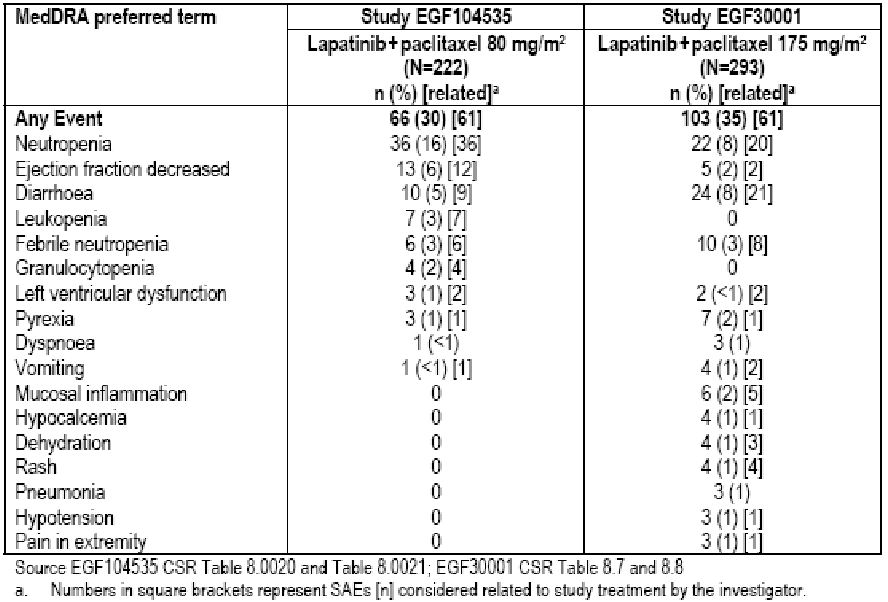 MedDRA preferred term Study EGF104535 Study EGF30001
Lapatinib+paclitaxel 80 mg/m² Lapatinib+paclitaxel 175 mg/m²
(N=222) (N=293)
n (%) [related]ª n (%) [related]ª
Any Event 66 (30) [61] 103 (35) [61]
Neutropenia 36 (16) [36] 22 (8) [20]
Ejection fraction decreased 13 (6) [12] 5 (2) [2]
Diarrhoea 10 (5) [9] 24 (8) [21]
Leukopenia 7 (3) [7] 0
Febrile neutropenia 6 (3) [6] 10 (3) [8]
Granulocytopenia 4 (2) [4] 0
Left ventricular dysfunction 3 (1) [2] 2 (<1) [2]
Pyrexia 3 (1) [1] 7 (2) [1]
Dyspnoea 1 (<1) 3 (1)
Vomiting 1 (<1) [1] 4 (1) [2]
Mucosal inflammation 0 6 (2) [5]
Hypocalcemia 0 4 (1) [1]
Dehydration 0 4 (1) [3]
Rash 0 4 (1) [4]
Pneumonia 0 3 (1)
Hypotension 0 3 (1) [1]
Pain in extremity 0 3 (1) [1]
Source EGF104535 CSR Table 8.0020 and Table 8.0021; EGF30001 CSR Table 8.7 and 8.8
a. Numbers in square brackets represent SAEs [n] considered related to study treatment by the investigator.